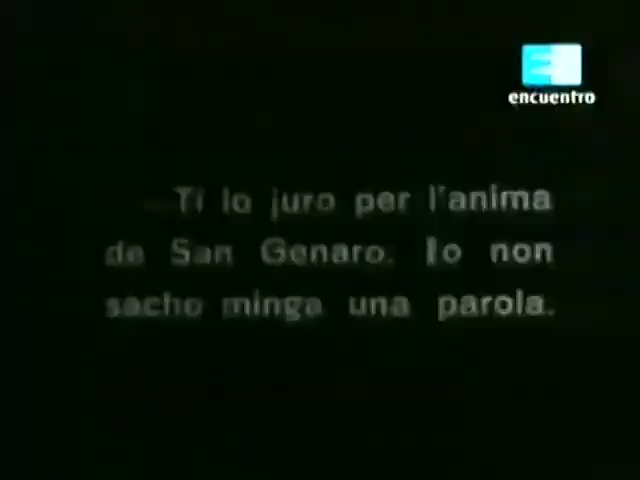 encuentro
—Ti lo juro per l'anima
de San Genaro. Io non
sacho minga una parola.